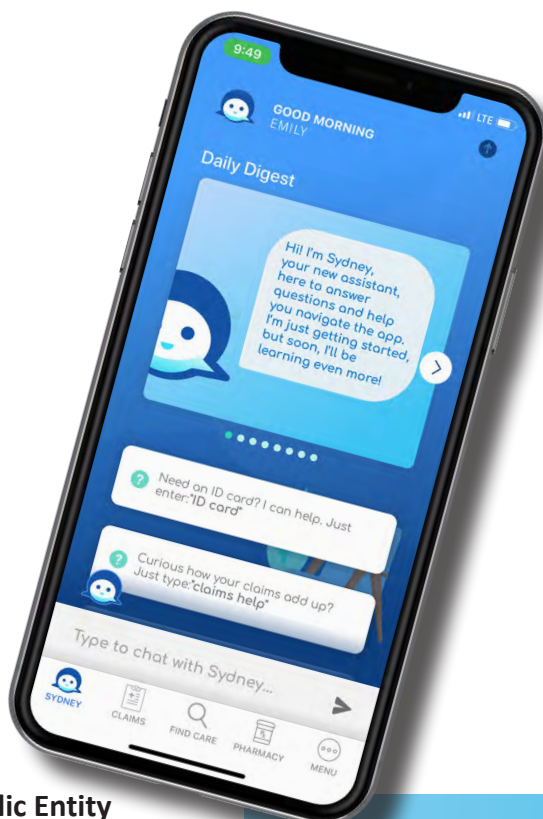 9:49
LTE
GOOD MORNING
EMILY
Daily Digest
Hi! I'm Sydney,
your new assistant,
here to answer
questions and help
you navigate the app.
I'm just getting started,
but soon, I'll be
learning even more!
Need an ID card? I can help. Just
enter:"ID card"
Curious how your claims add up?
Just type:"claims help"
Type to chat with Sydney...
SYDNEY
CLAIMS
FIND CARE
PHARMACY
MENU
lic Entity